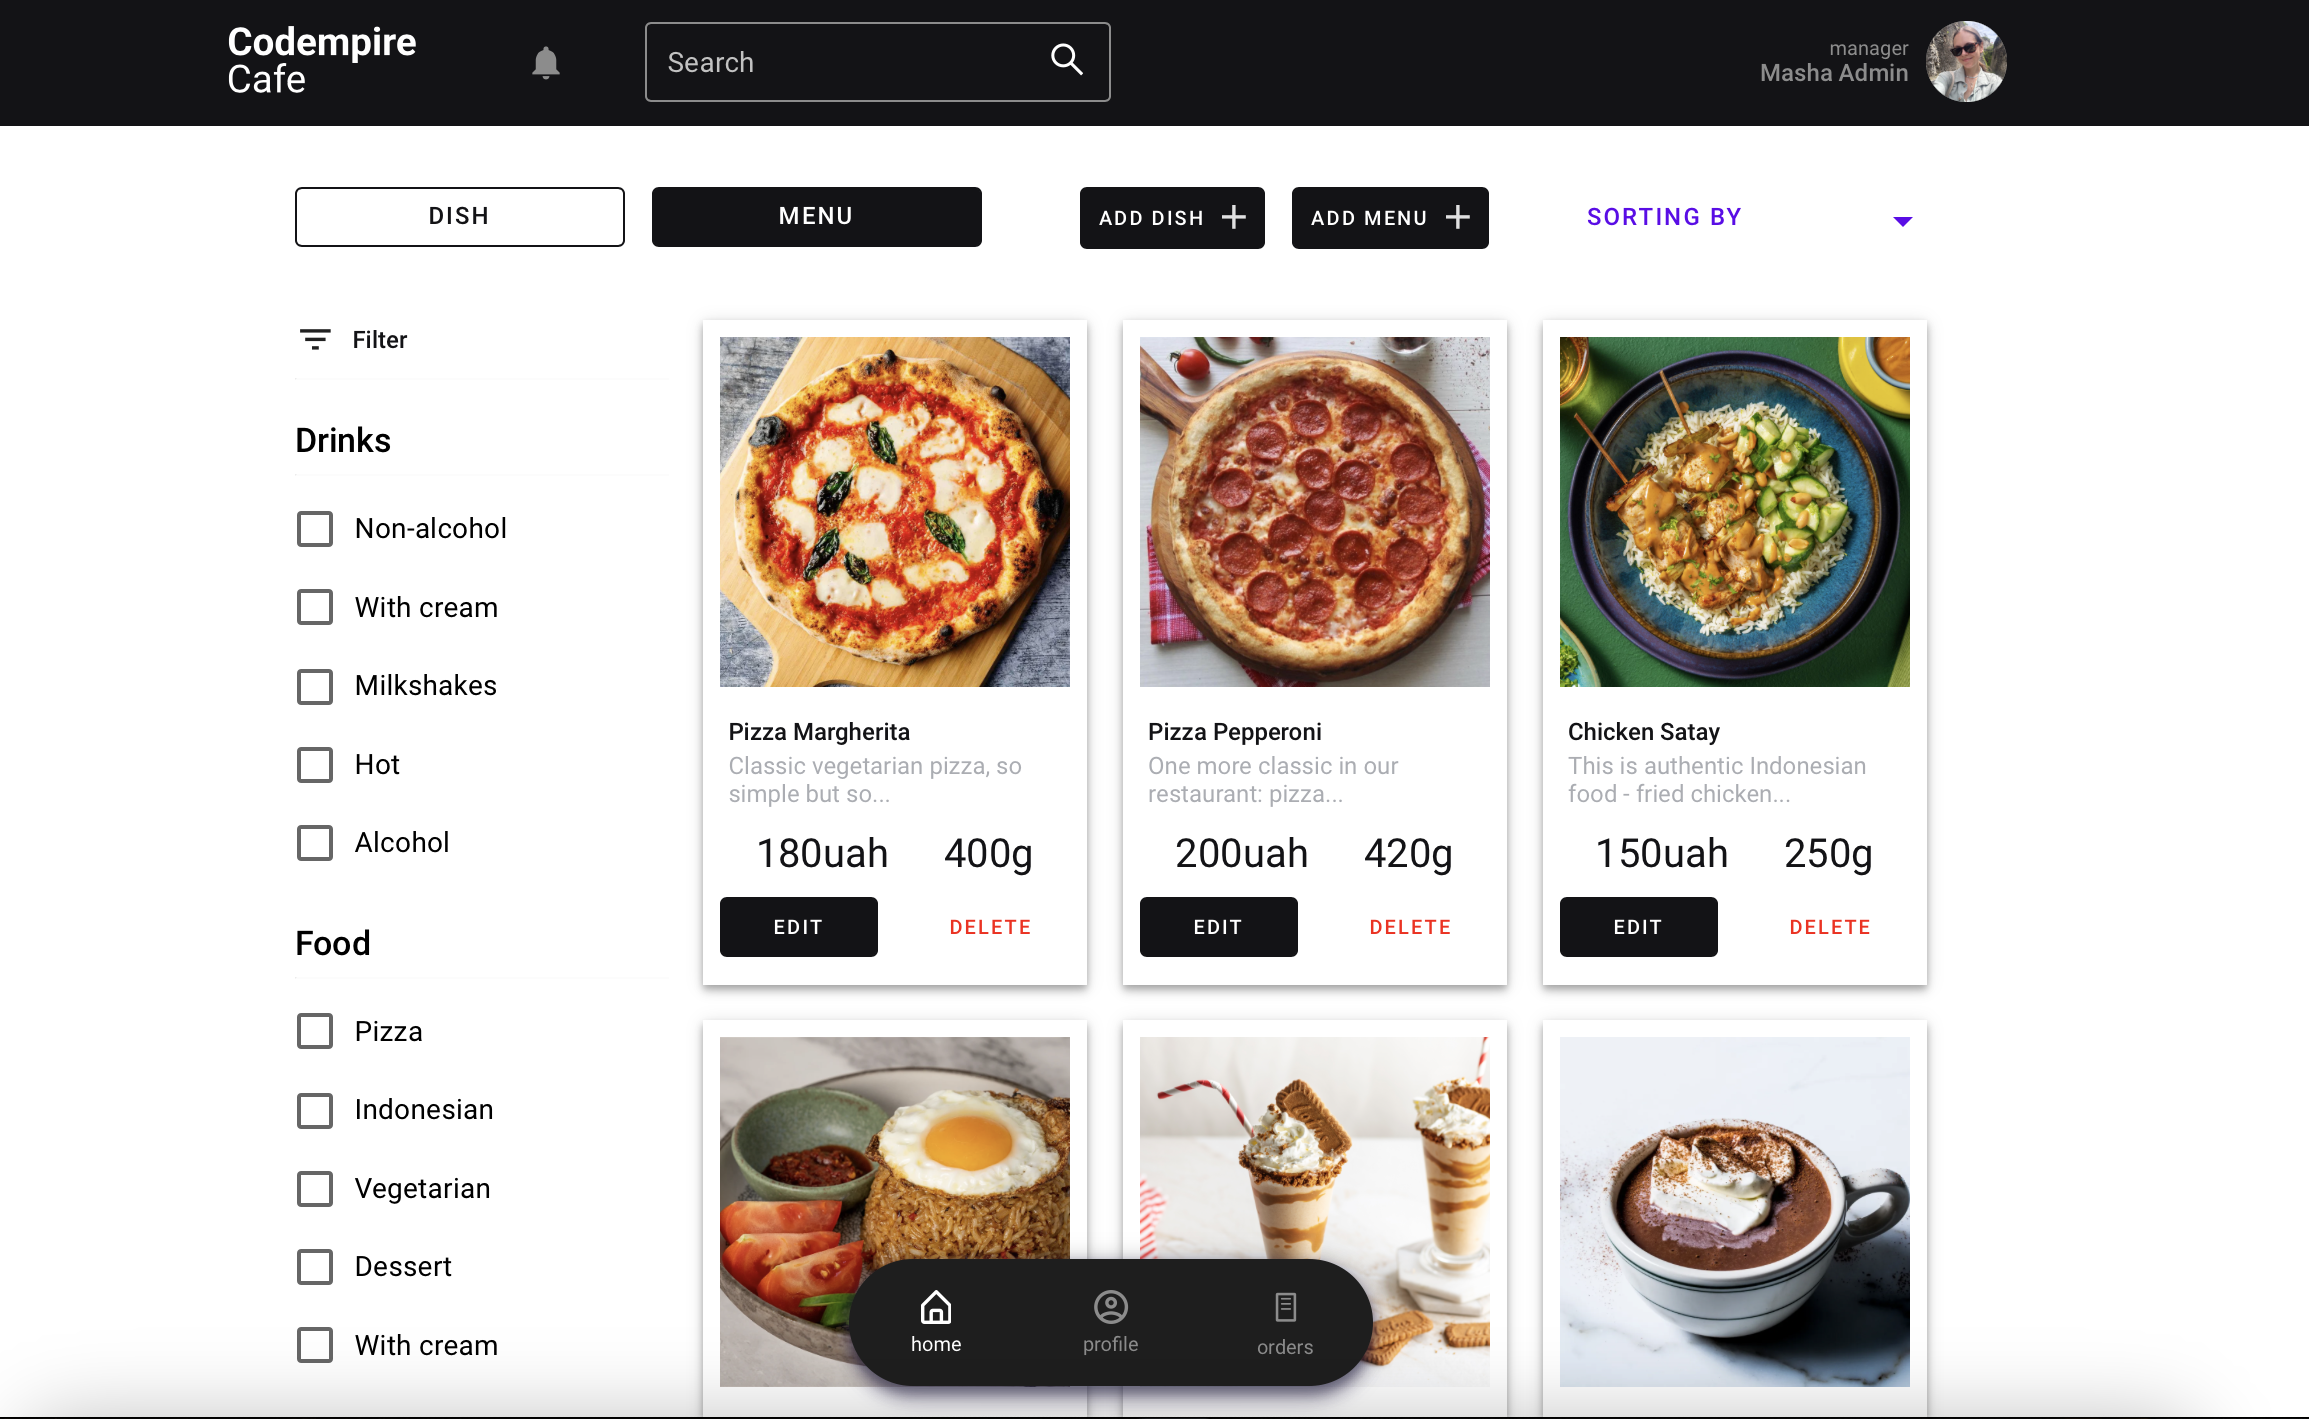 Codempire
Cafe
Search
manager
Masha Admin
DISH
MENU
ADD DISH
ADD MENU
SORTING BY
Filter
Drinks
Non-alcohol
With cream
Milkshakes
Hot
Alcohol
Food
Pizza
Indonesian
Vegetarian
Dessert
With cream
Pizza Margherita
Classic vegetarian pizza, so
simple but so...
180uah 400g
EDIT DELETE
Pizza Pepperoni
One more classic in our
restaurant: pizza...
200uah 420g
EDIT DELETE
Chicken Satay
This is authentic Indonesian
food - fried chicken...
150uah 250g
EDIT DELETE
home
profile
orders